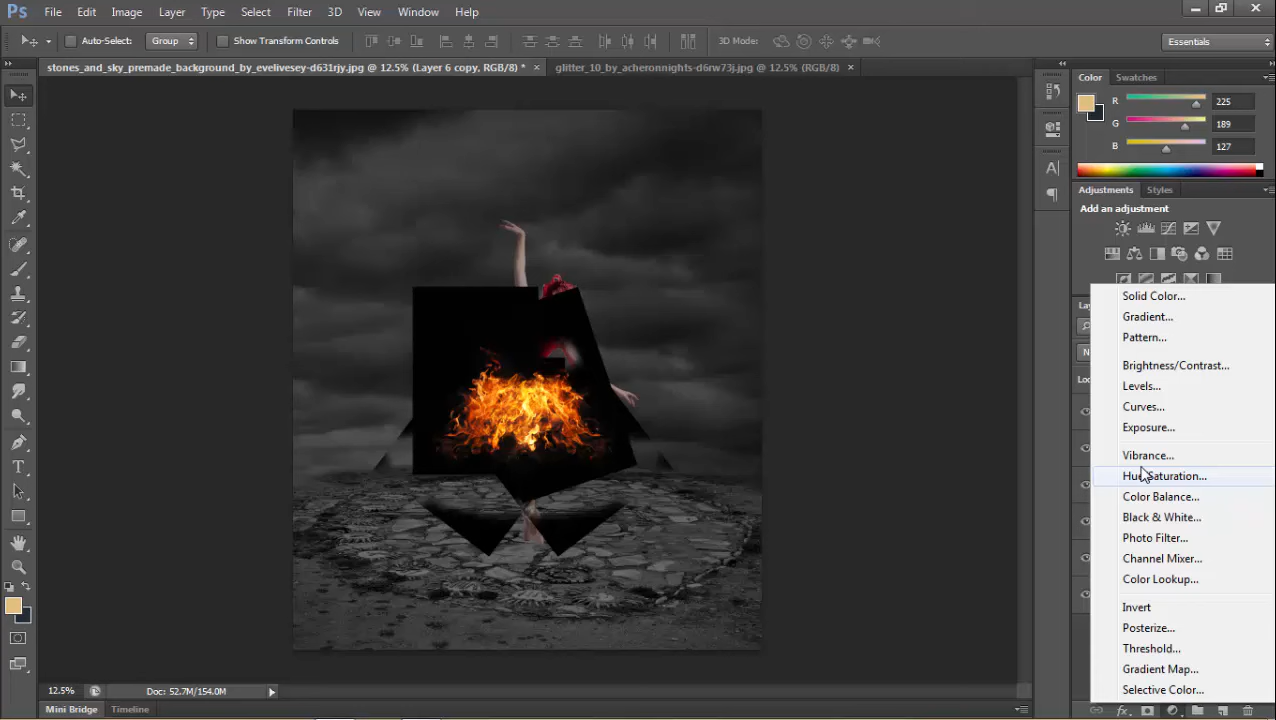 Ps File Edit Image Layer Type Select Filter 3D View Window Help
Auto-Select: Group Show Transform Controls 3D Mode: Essentials
stones_and_sky_premade_background_by_evelivesey-d631rjy.jpg @ 12.5% (Layer 6 copy, RGB/8) * × glitter_10_by_acheronnights-d6rw73j.jpg @ 12.5% (RGB/8) ×
Color Swatches
R 225
G 189
B 127
Adjustments Styles
Add an adjustment
Solid Color...
Gradient...
Pattern...
Brightness/Contrast...
Levels...
Curves...
Exposure...
Vibrance...
Hue/Saturation...
Color Balance...
Black & White...
Photo Filter...
Channel Mixer...
Color Lookup...
Invert
Posterize...
Threshold...
Gradient Map...
Selective Color...
12.5% Doc: 52.7M/154.0M
Mini Bridge Timeline